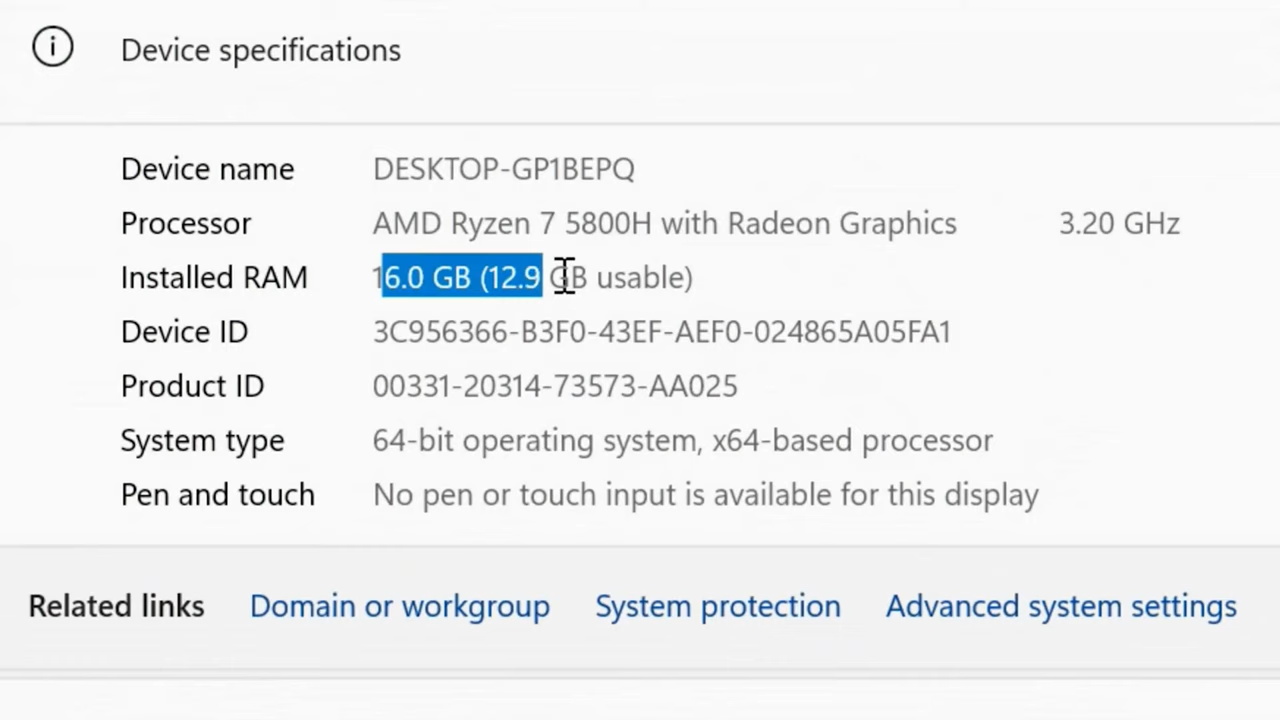 Device specifications
Device name DESKTOP-GP1BEPQ
Processor AMD Ryzen 7 5800H with Radeon Graphics 3.20 GHz
Installed RAM 16.0 GB (12.9 GB usable)
Device ID 3C956366-B3F0-43EF-AEF0-024865A05FA1
Product ID 00331-20314-73573-AA025
System type 64-bit operating system, x64-based processor
Pen and touch No pen or touch input is available for this display
Related links Domain or workgroup System protection Advanced system settings